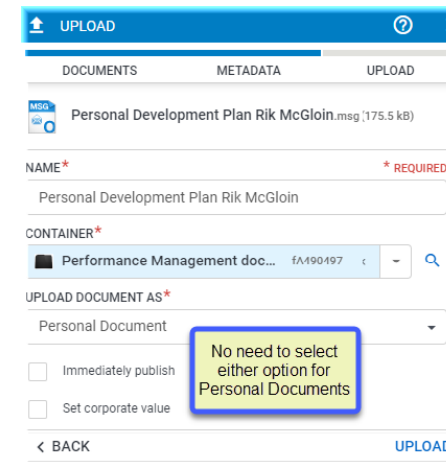 UPLOAD
DOCUMENTS METADATA UPLOAD
MSG
Personal Development Plan Rik McGloin.msg (175.5 kB)
NAME* * REQUIRED
Personal Development Plan Rik McGloin
CONTAINER*
Performance Management doc... fA490497
UPLOAD DOCUMENT AS*
Personal Document
No need to select
either option for
Personal Documents
Immediately publish
Set corporate value
< BACK UPLOAD